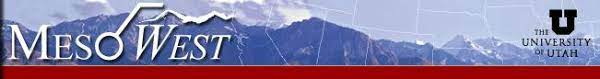 MESOWEST
THE
U
UNIVERSITY
OF UTAH